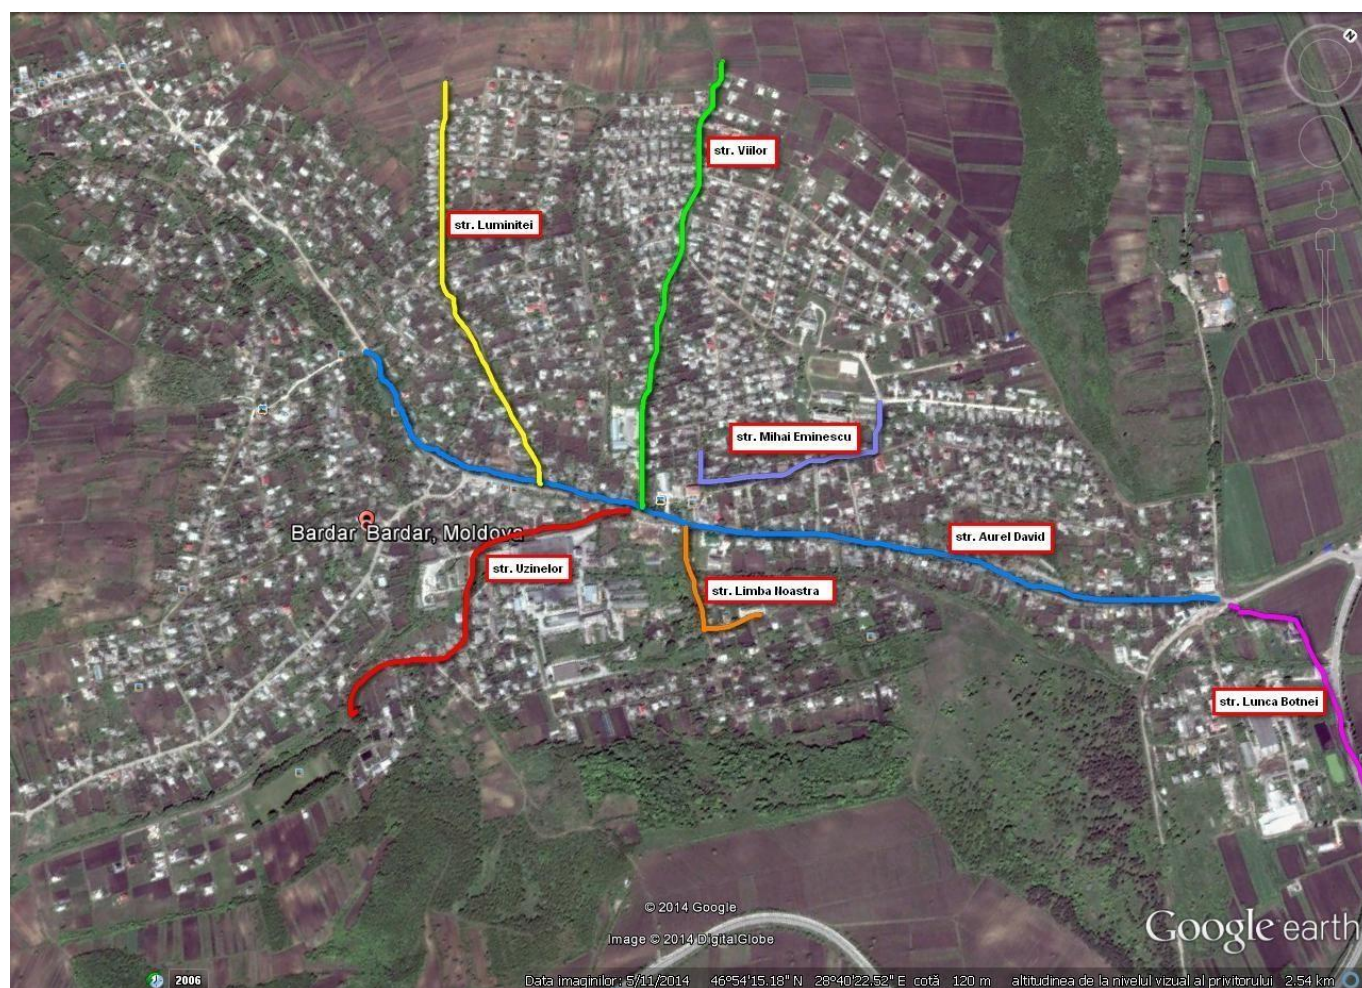 N
str. Viilor
str. Luminitei
str. Mihai Eminescu
Bardar Bardar, Moldova
str. Aurel David
str. Uzinelor
str. Limba Noastra
str. Lunca Botnei
© 2014 Google
Image © 2014 DigitalGlobe
Google earth
2006
Data imaginilor: 5/11/2014 46°54'15.18" N 28°40'22.52" E cotă 120 m altitudinea de la nivelul vizual al privitorului 2.54 km